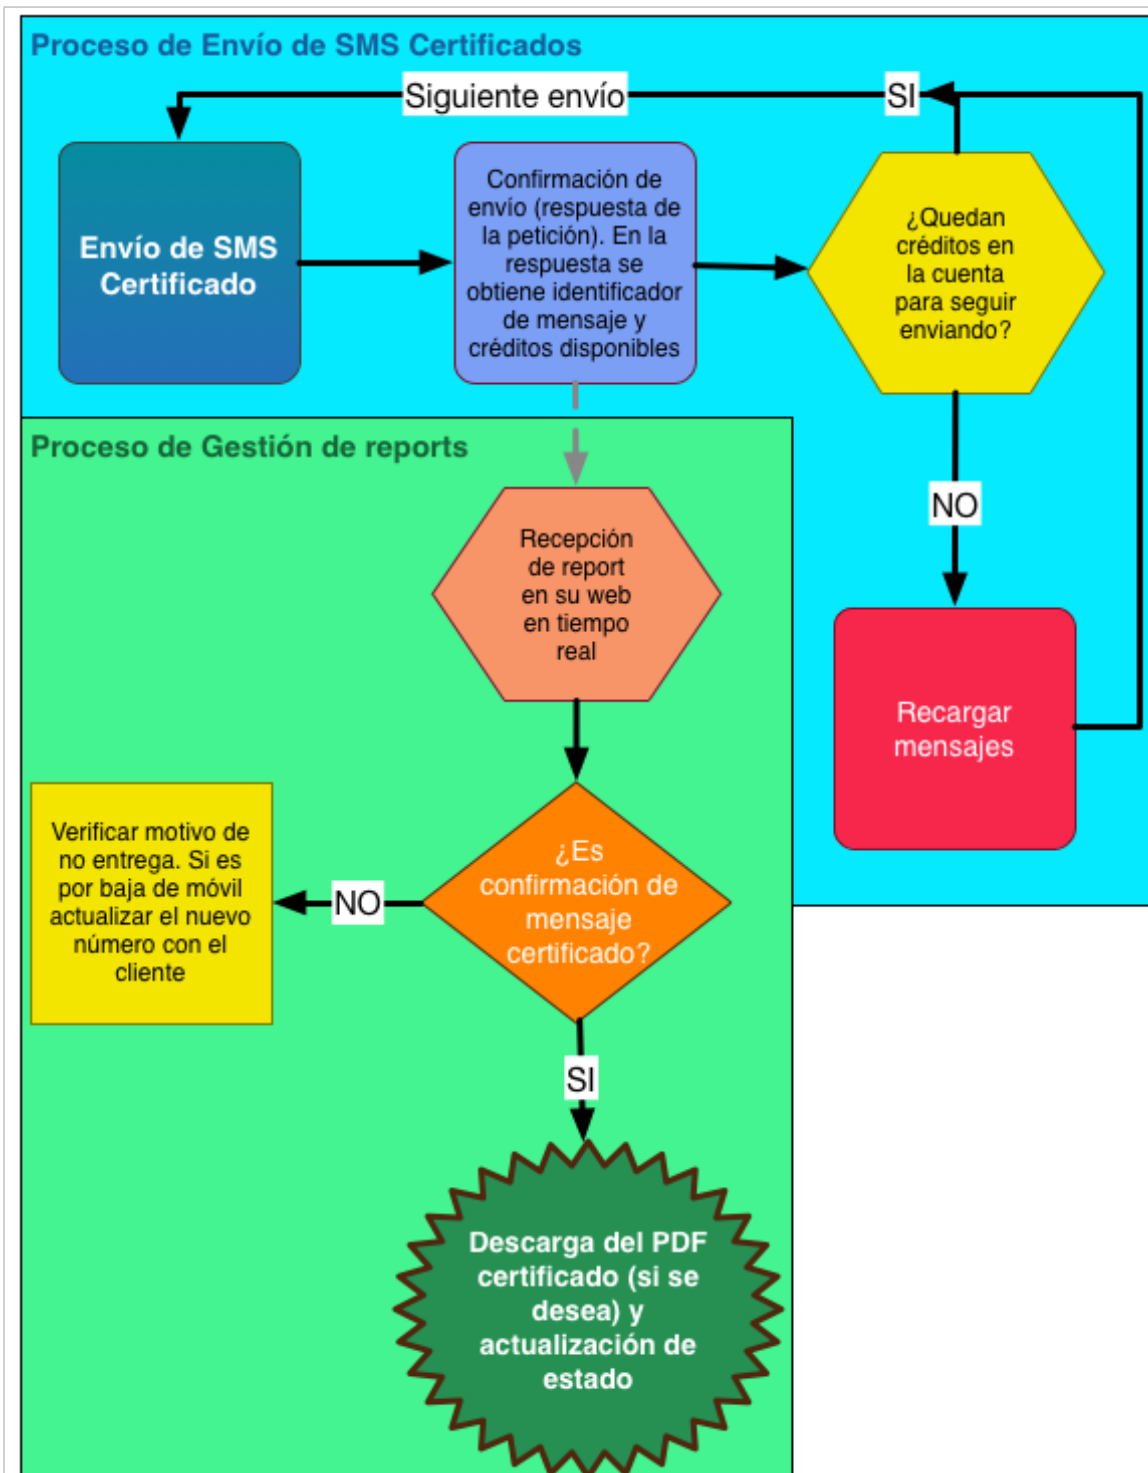 Proceso de Envío de SMS Certificados
Siguiente envío
SI
Envío de SMS
Certificado
Confirmación de
envío (respuesta de
la petición). En la
respuesta se
obtiene identificador
de mensaje y
créditos disponibles
¿Quedan
créditos en
la cuenta
para seguir
enviando?
NO
Recargar
mensajes
Proceso de Gestión de reports
Recepción
de report
en su web
en tiempo
real
¿Es
confirmación de
mensaje
certificado?
NO
Verificar motivo de
no entrega. Si es
por baja de móvil
actualizar el nuevo
número con el
cliente
SI
Descarga del PDF
certificado (si se
desea) y
actualización de
estado